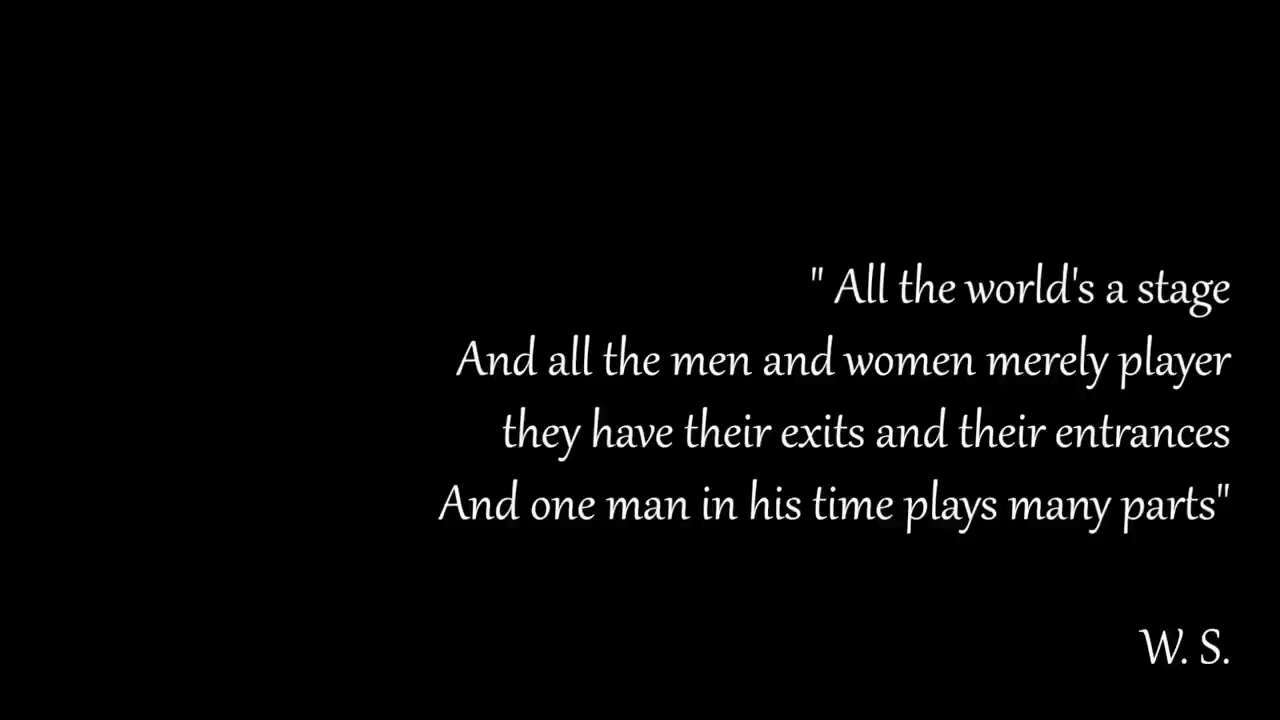 " All the world's a stage
And all the men and women merely player
they have their exits and their entrances
And one man in his time plays many parts"
W. S.